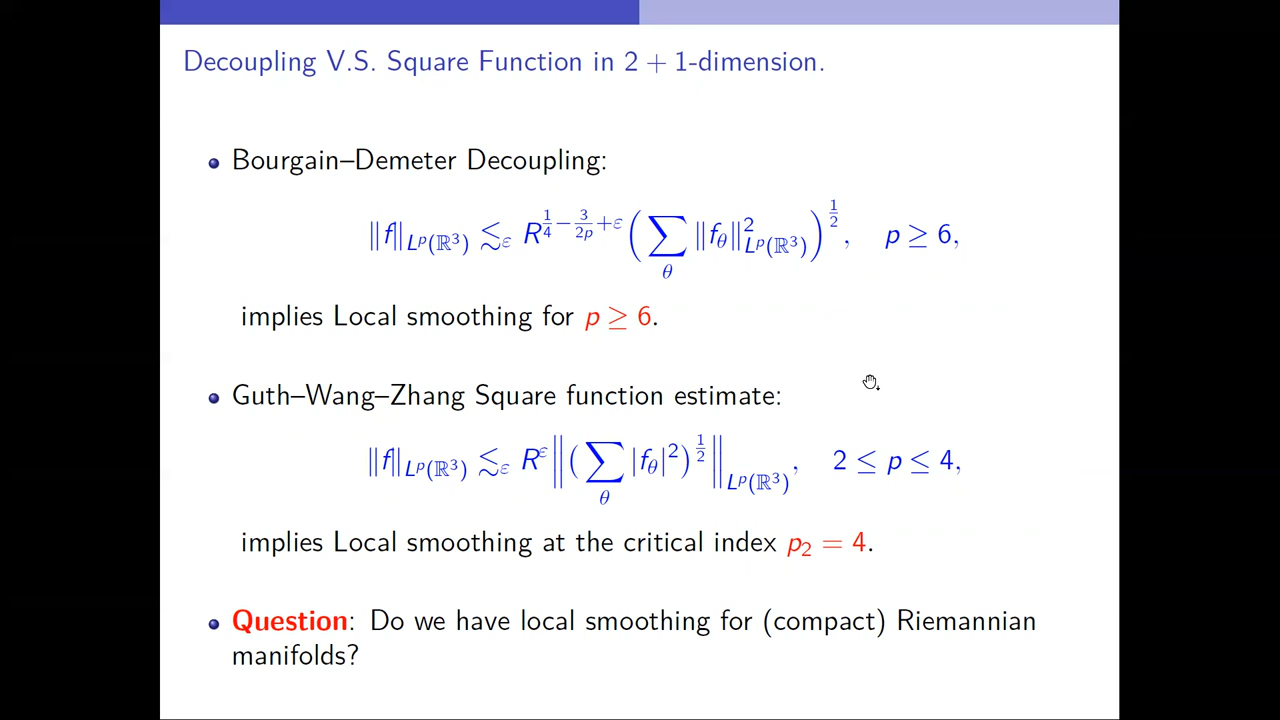 Decoupling V.S. Square Function in 2 + 1-dimension.
Bourgain–Demeter Decoupling:
‖f‖_{L^p(ℝ^3)} ≲_ε R^{1/4 − 3/(2p) + ε} (∑_θ ‖f_θ‖^2_{L^p(ℝ^3)})^{1/2}, p ≥ 6,
implies Local smoothing for p ≥ 6.
Guth–Wang–Zhang Square function estimate:
‖f‖_{L^p(ℝ^3)} ≲_ε R^ε ‖(∑_θ |f_θ|^2)^{1/2}‖_{L^p(ℝ^3)}, 2 ≤ p ≤ 4,
implies Local smoothing at the critical index p_2 = 4.
Question: Do we have local smoothing for (compact) Riemannian
manifolds?